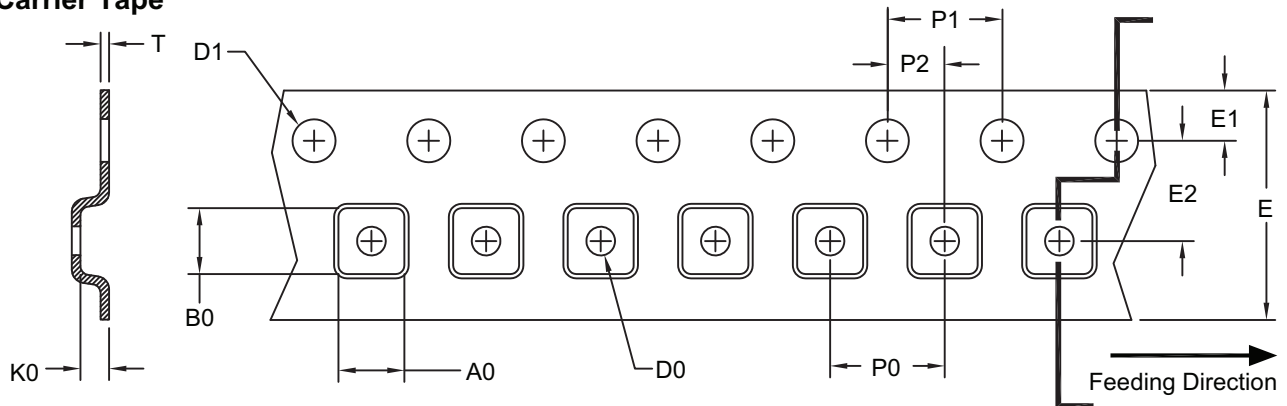 Carrier Tape
T
D1
P1
P2
E1
E2
E
B0
K0
A0
D0
P0
Feeding Direction